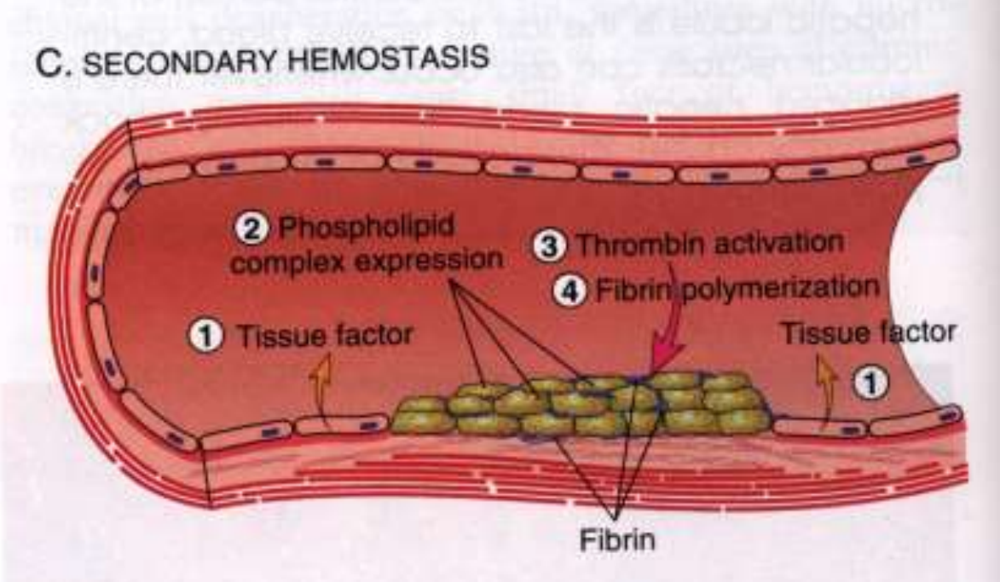 C. SECONDARY HEMOSTASIS
2 Phospholipid
complex expression
3 Thrombin activation
4 Fibrin polymerization
1 Tissue factor
Tissue factor
1
Fibrin